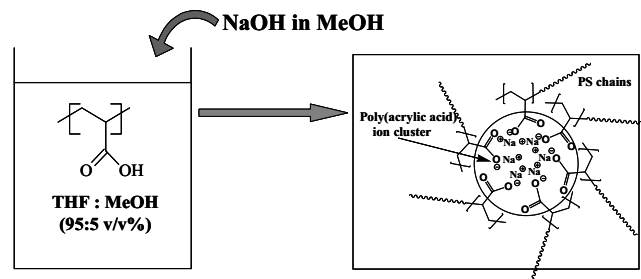 NaOH in MeOH
O
OH
THF : MeOH
(95:5 v/v%)
PS chains
Poly(acrylic acid)
ion cluster
O
O
O
O
O
O
O
O
O
O
O
O
Na
Na
Na
Na
Na
Na